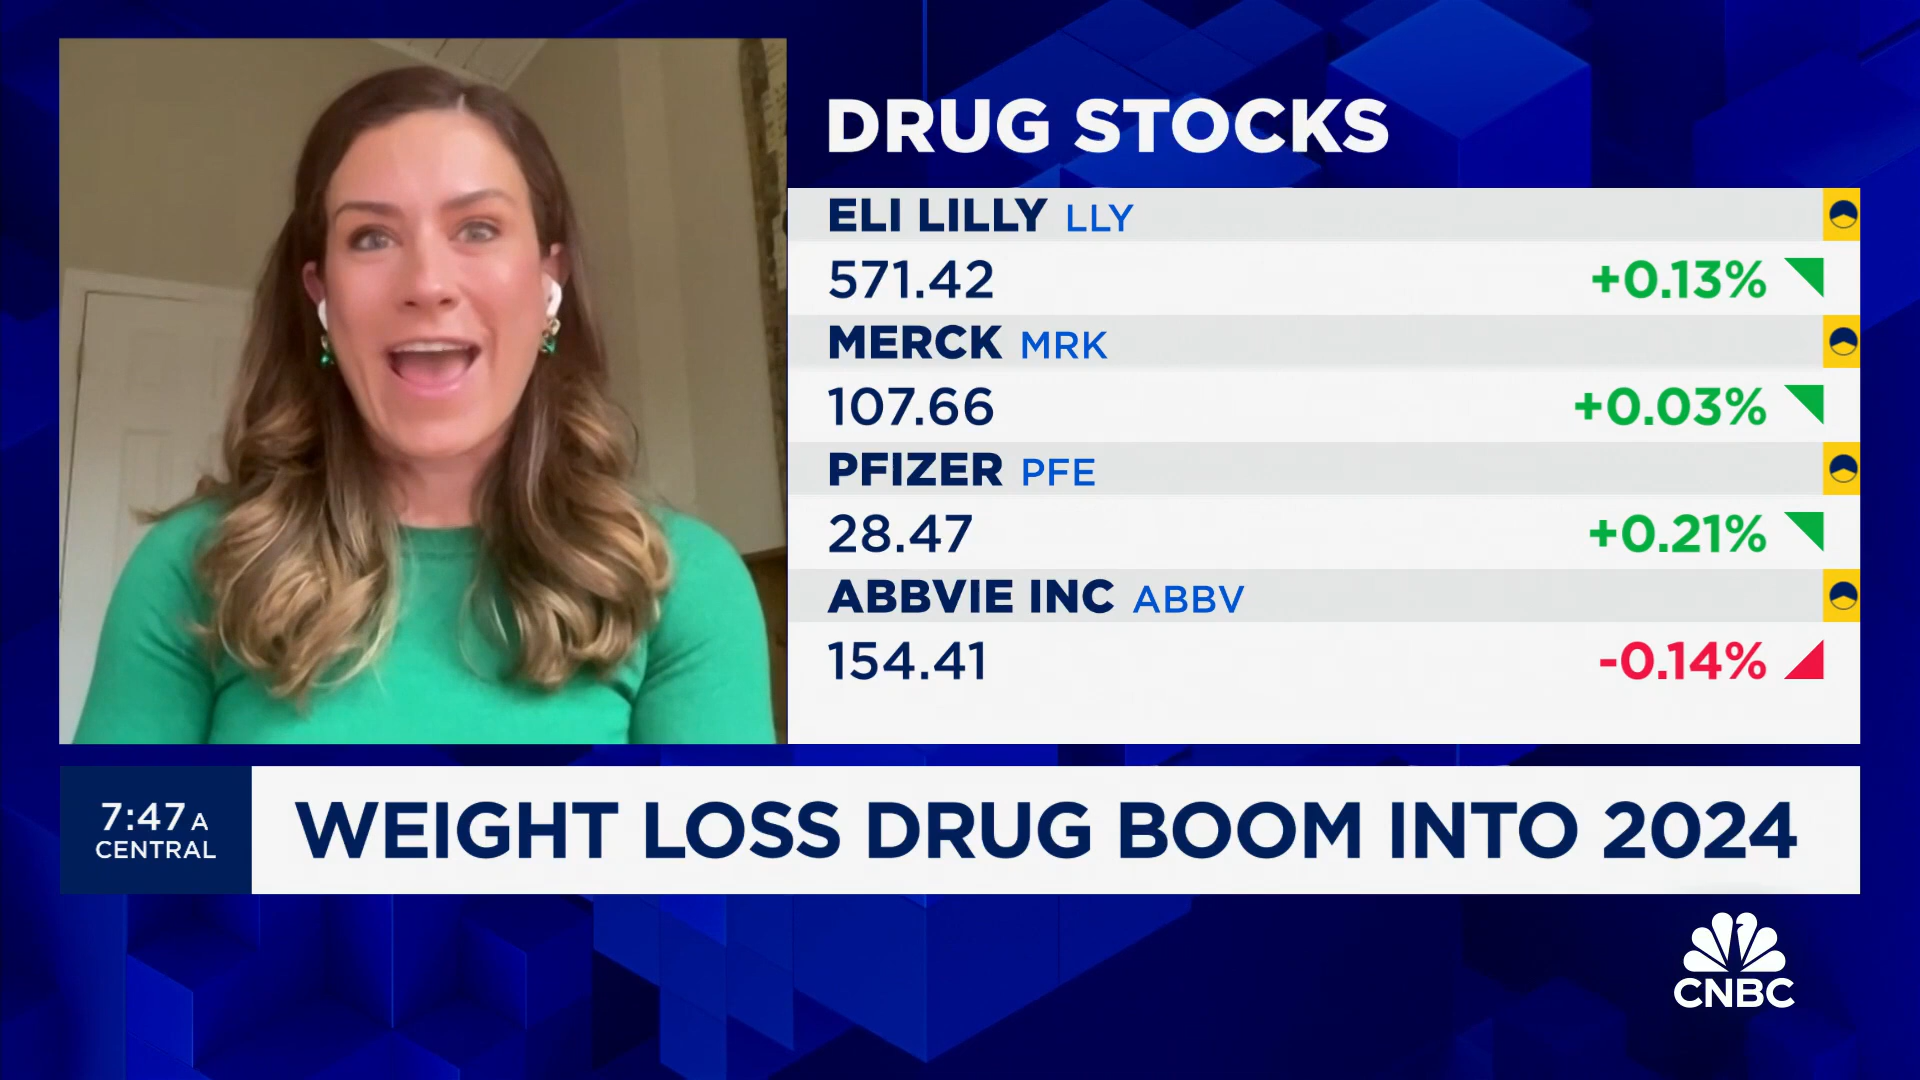 DRUG STOCKS
ELI LILLY LLY
571.42 +0.13%
MERCK MRK
107.66 +0.03%
PFIZER PFE
28.47 +0.21%
ABBVIE INC ABBV
154.41 -0.14%
7:47 A
CENTRAL
WEIGHT LOSS DRUG BOOM INTO 2024
CNBC